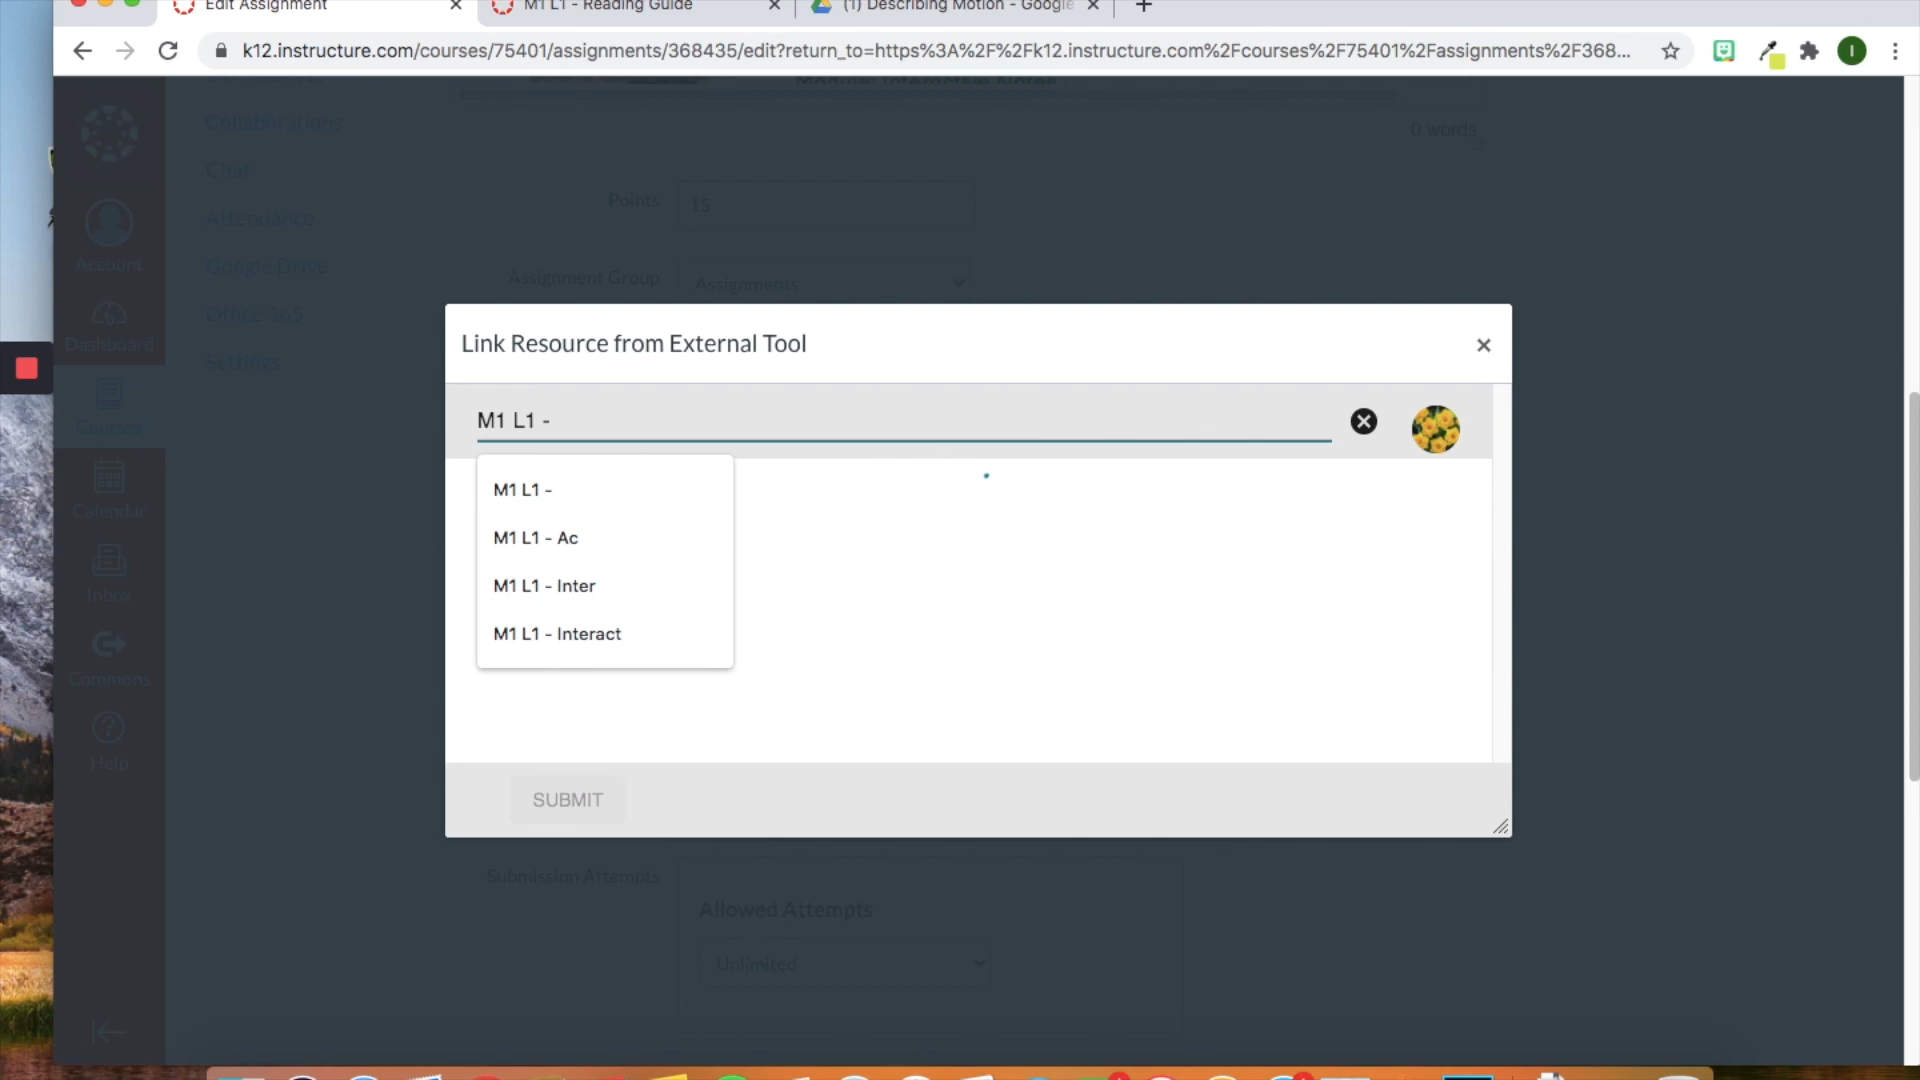 Edit Assignment
M1 L1 - Reading Guide
(1) Describing Motion - Google
k12.instructure.com/courses/75401/assignments/368435/edit?return_to=https%3A%2F%2Fk12.instructure.com%2Fcourses%2F75401%2Fassignments%2F368...
I
Collaborations
0 words
Chat
Points
15
Attendance
Account
Google Drive
Assignment Group
Assignments
Office 365
Dashboard
Settings
Link Resource from External Tool
M1 L1 -
Courses
M1 L1 -
Calendar
M1 L1 - Ac
M1 L1 - Inter
Inbox
M1 L1 - Interact
Commons
Help
SUBMIT
Submission Attempts
Allowed Attempts
Unlimited